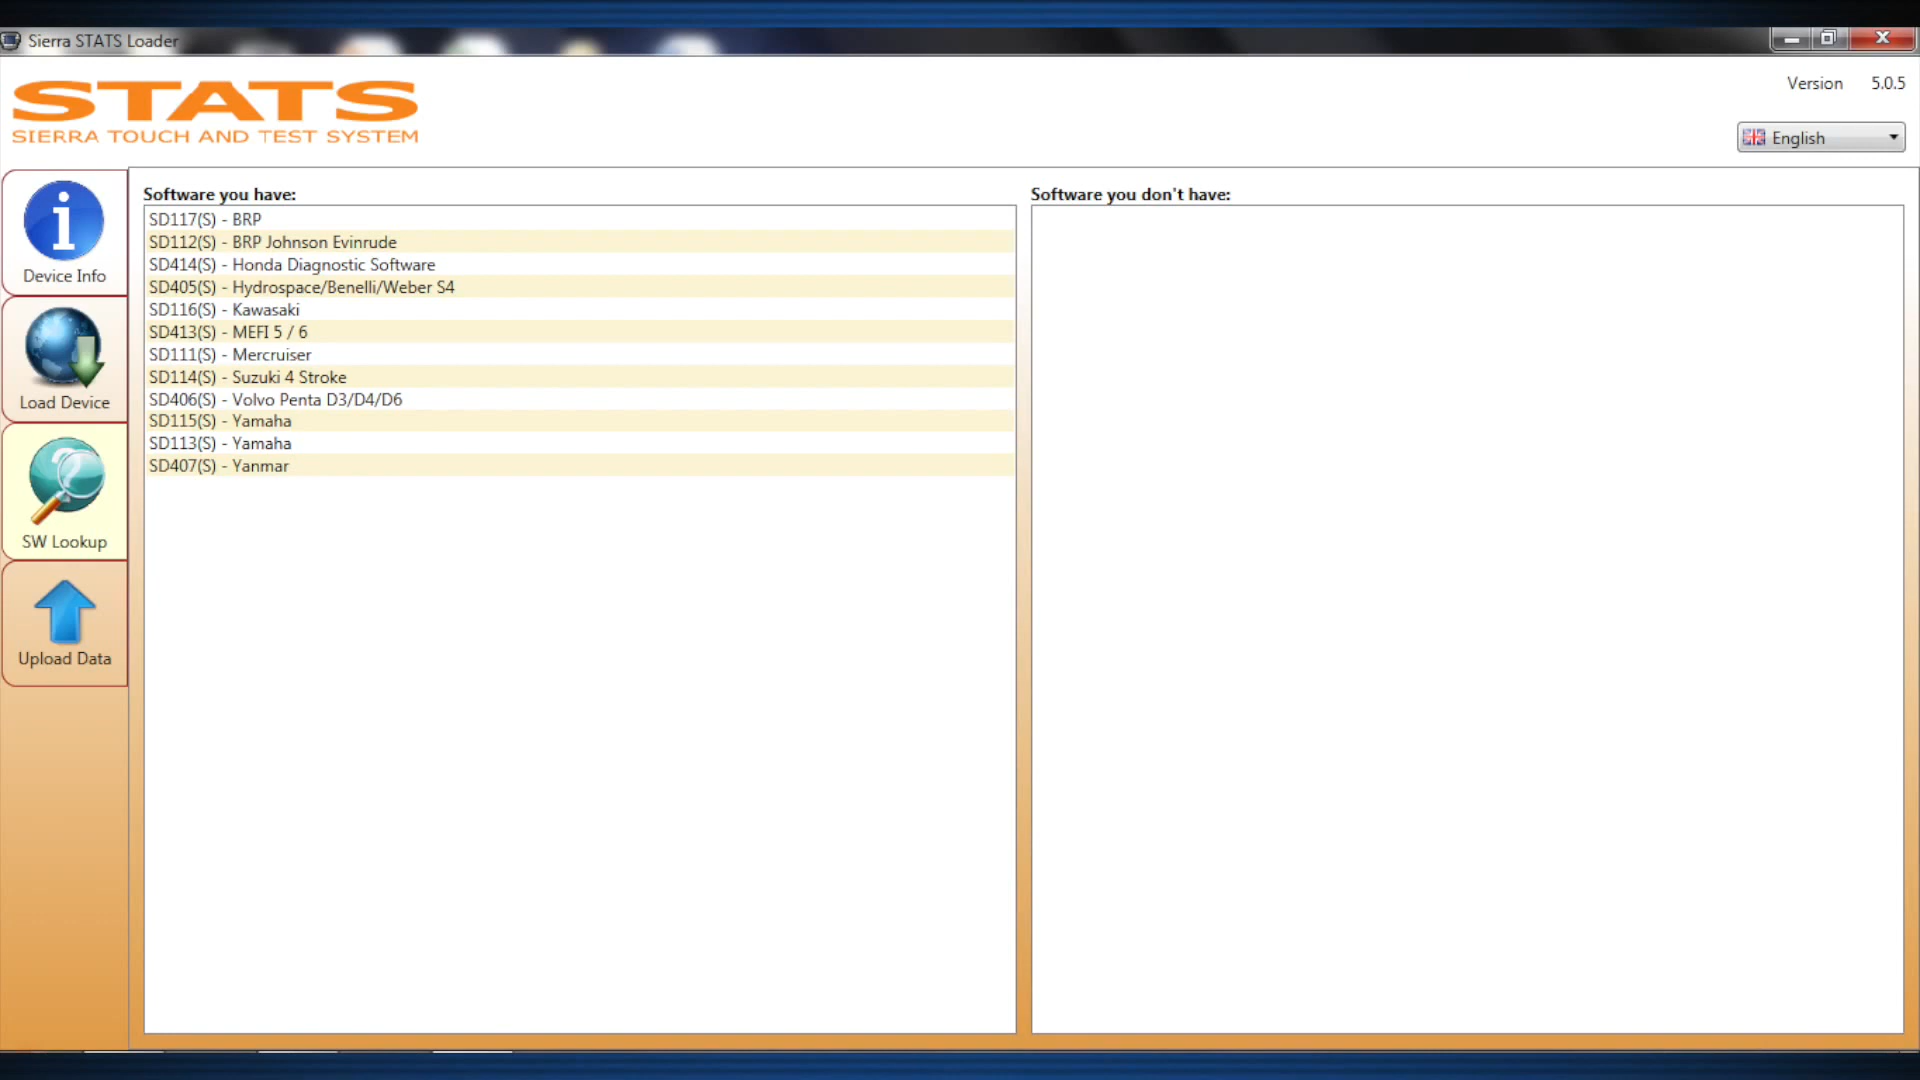 Sierra STATS Loader
STATS
SIERRA TOUCH AND TEST SYSTEM
Version 5.0.5
English
Device Info
Load Device
SW Lookup
Upload Data
Software you have:
SD117(S) - BRP
SD112(S) - BRP Johnson Evinrude
SD414(S) - Honda Diagnostic Software
SD405(S) - Hydrospace/Benelli/Weber S4
SD116(S) - Kawasaki
SD413(S) - MEFI 5 / 6
SD111(S) - Mercruiser
SD114(S) - Suzuki 4 Stroke
SD406(S) - Volvo Penta D3/D4/D6
SD115(S) - Yamaha
SD113(S) - Yamaha
SD407(S) - Yanmar
Software you don't have: